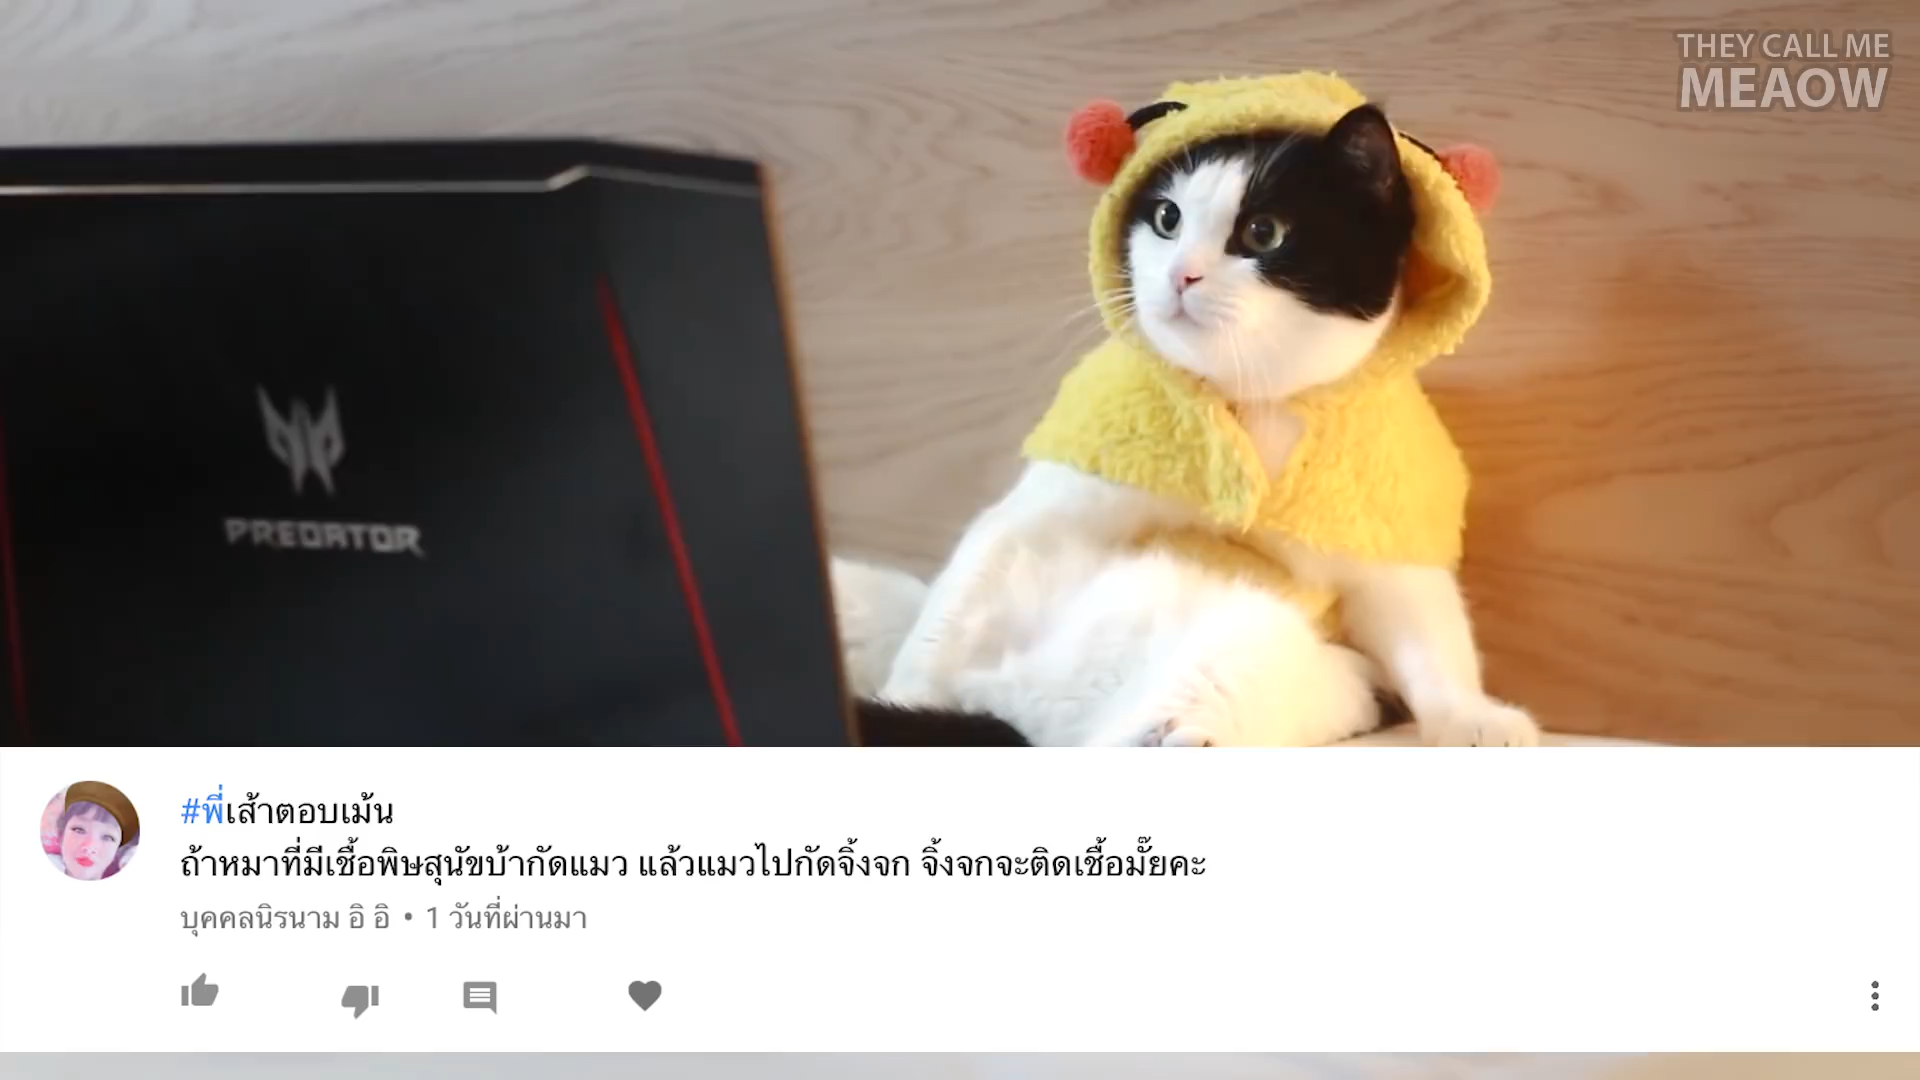 THEY CALL ME
MEAOW
PREDATOR
#พี่เส้าตอบเม้น
ถ้าหมาที่มีเชื้อพิษสุนัขบ้ากัดแมว แล้วแมวไปกัดจิ้งจก จิ้งจกจะติดเชื้อมั๊ยคะ
บุคคลนิรนาม อิ อิ • 1 วันที่ผ่านมา